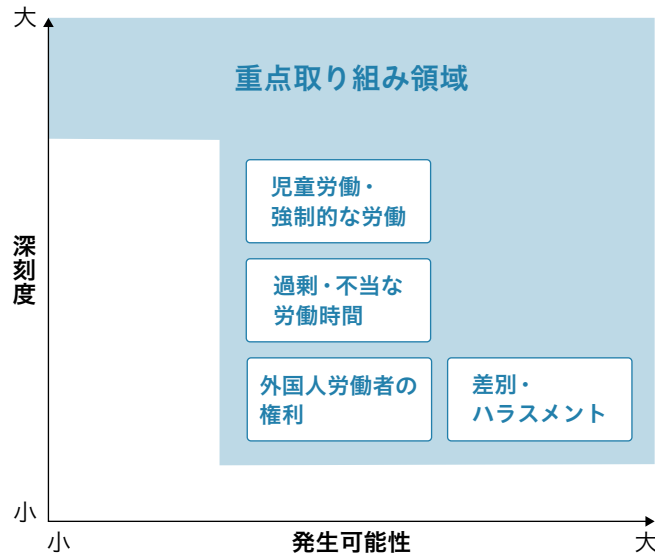 大
重点取り組み領域
児童労働・
強制的な労働
深刻度
過剰・不当な
労働時間
外国人労働者の
権利
差別・
ハラスメント
小
小
発生可能性
大